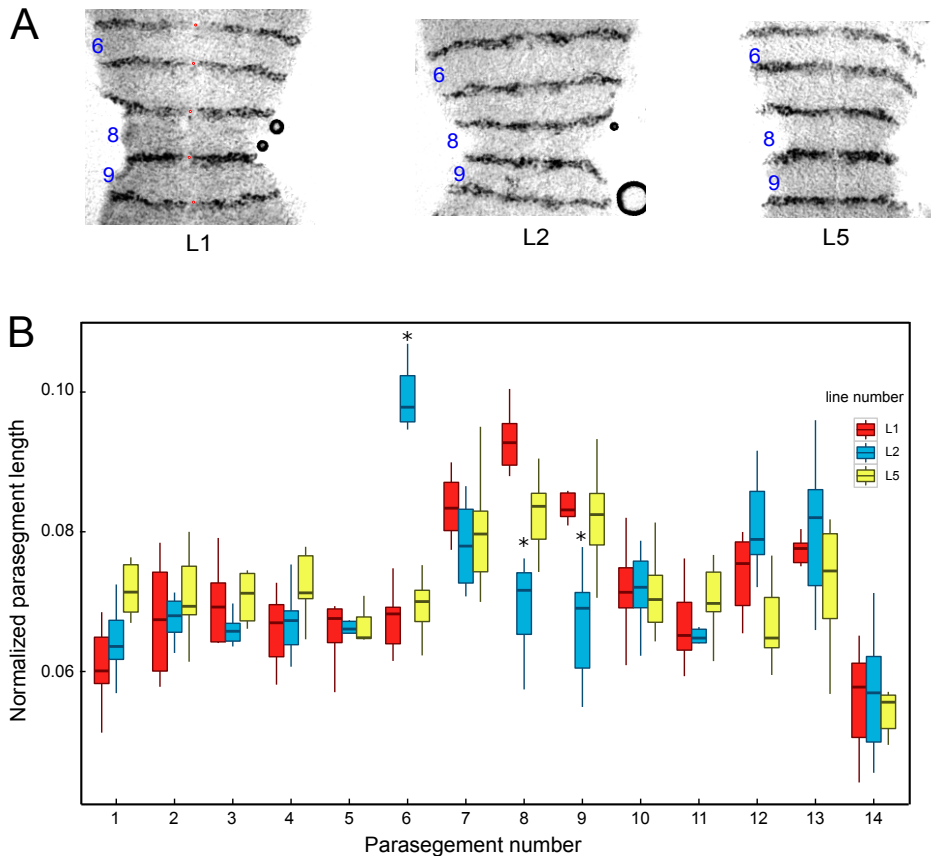 A
6
8
9
L1
6
8
9
L2
6
8
9
L5
B
*
*
*
line number
L1
L2
L5
0.10
0.08
0.06
Normalized parasegment length
1 2 3 4 5 6 7 8 9 10 11 12 13 14
Parasegement number